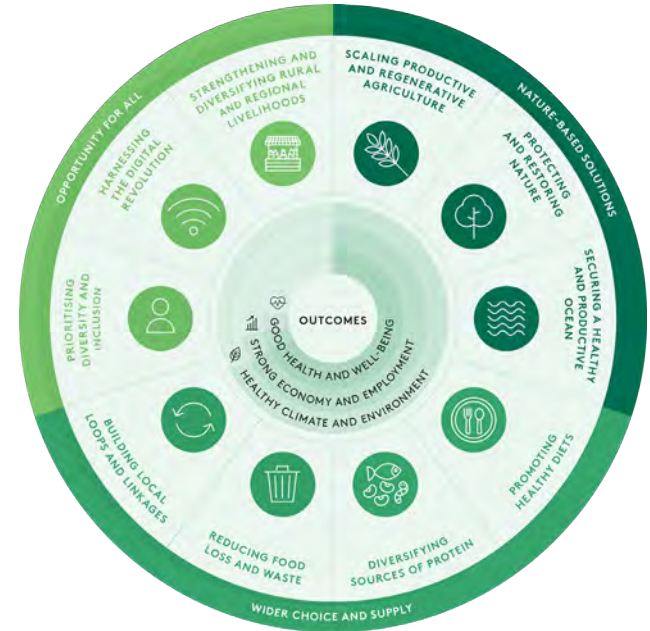 OPPORTUNITY FOR ALL
NATURE-BASED SOLUTIONS
WIDER CHOICE AND SUPPLY
STRENGTHENING AND
DIVERSIFYING RURAL
AND REGIONAL
LIVELIHOODS
SCALING PRODUCTIVE
AND REGENERATIVE
AGRICULTURE
PROTECTING
AND RESTORING
NATURE
SECURING A HEALTHY
AND PRODUCTIVE
OCEAN
PROMOTING
HEALTHY DIETS
DIVERSIFYING
SOURCES OF PROTEIN
REDUCING FOOD
LOSS AND WASTE
BUILDING LOCAL
LOOPS AND LINKAGES
PRIORITISING
DIVERSITY AND
INCLUSION
HARNESSING
THE DIGITAL
REVOLUTION
OUTCOMES
GOOD HEALTH AND WELL-BEING
STRONG ECONOMY AND EMPLOYMENT
HEALTHY CLIMATE AND ENVIRONMENT